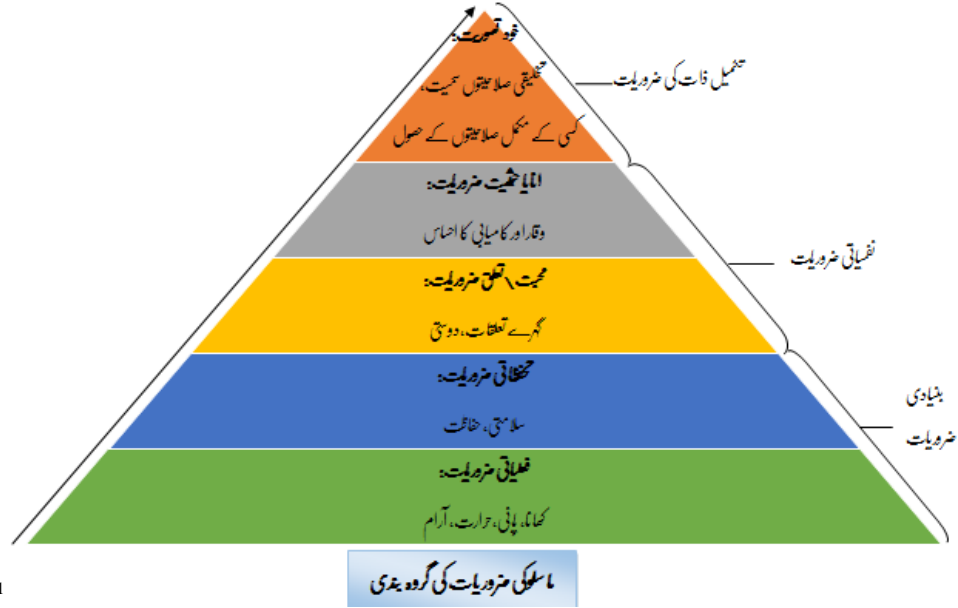 خود تصوریت:
تخلیقی صلاحیتوں سمیت،
کسی کے مکمل صلاحیتوں کے حصول
تکمیل ذات کی ضروریات
انا یا حثیت ضروریات:
وقار اور کامیابی کا احساس
نفسیاتی ضروریات
محبت \ تعلق ضروریات:
گہرے تعلقات، دوستی
تحفظاتی ضروریات:
سلامتی، حفاظت
بنیادی
ضروریات
فعلیاتی ضروریات:
کھانا، پانی، حرارت، آرام
ماسلو کی ضروریات کی گروہ بندی